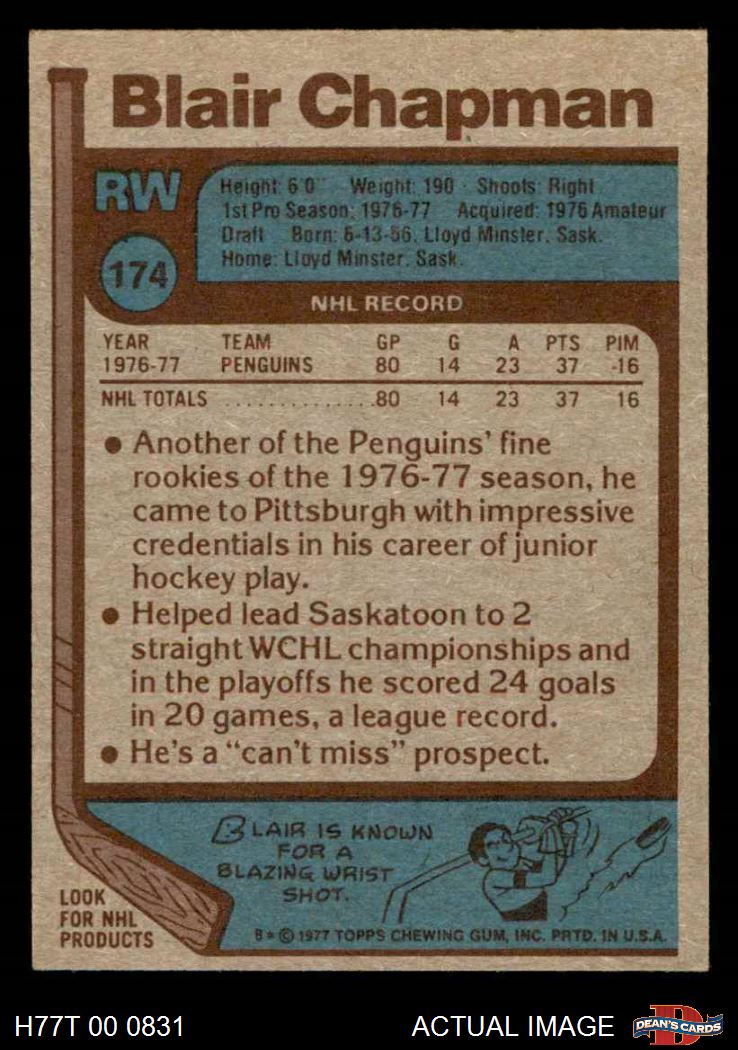 Blair Chapman
RW
Height: 6'0" Weight: 190 Shoots: Right
1st Pro Season: 1976-77 Acquired: 1976 Amateur
Draft Born: 6-13-56, Lloyd Minster, Sask.
Home: Lloyd Minster, Sask.
174
NHL RECORD
YEAR TEAM GP G A PTS PIM
1976-77 PENGUINS 80 14 23 37 16
NHL TOTALS .............80 14 23 37 16
● Another of the Penguins' fine
rookies of the 1976-77 season, he
came to Pittsburgh with impressive
credentials in his career of junior
hockey play.
● Helped lead Saskatoon to 2
straight WCHL championships and
in the playoffs he scored 24 goals
in 20 games, a league record.
● He's a "can't miss" prospect.
BLAIR IS KNOWN
FOR A
BLAZING WRIST
SHOT.
LOOK
FOR NHL
PRODUCTS
B* © 1977 TOPPS CHEWING GUM, INC. PRTD. IN U.S.A.
H77T 00 0831 ACTUAL IMAGE
DEAN'S CARDS